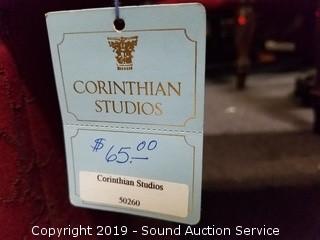 CORINTHIAN
STUDIOS
$65.00
Corinthian Studios
50260
Copyright 2019 - Sound Auction Service